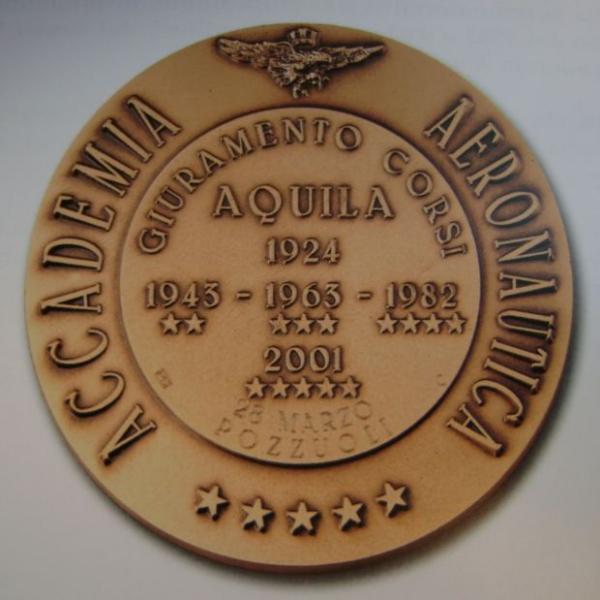 ACCADEMIA AERONAUTICA
GIURAMENTO CORSI
AQUILA
1924
1943 - 1963 - 1982
2001
28 MARZO
POZZUOLI